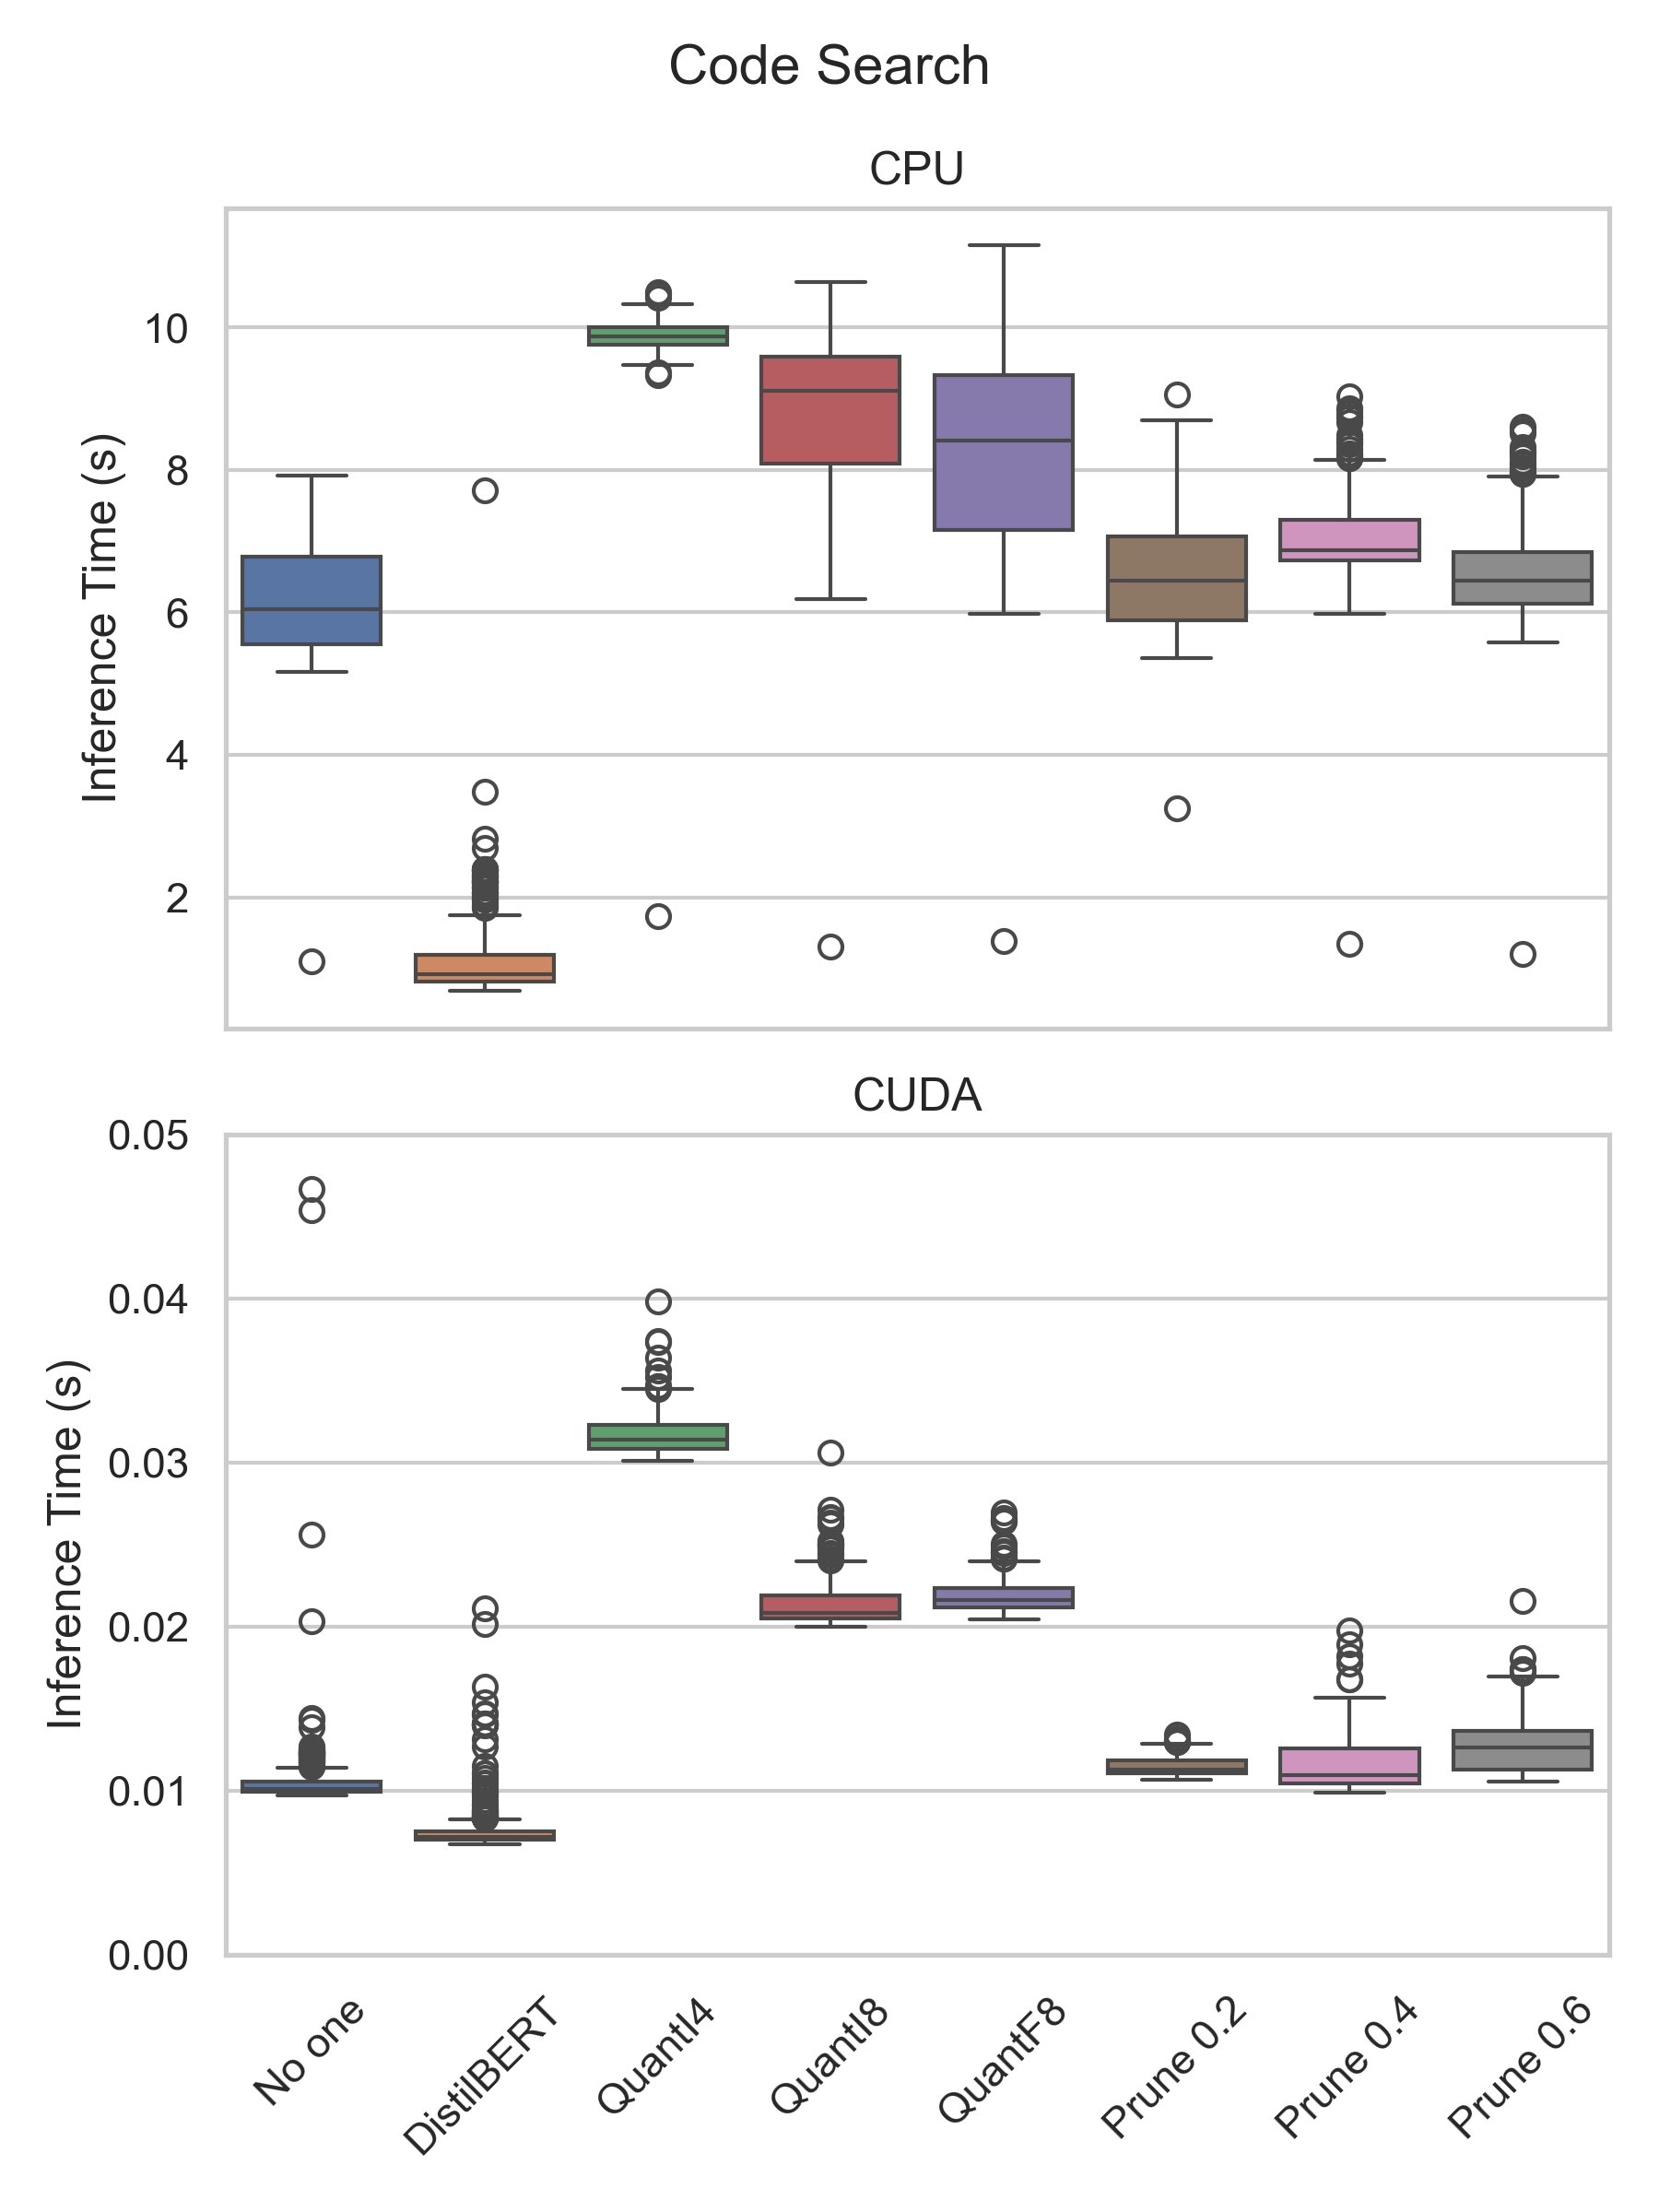 Code Search
CPU
Inference Time (s)
10
8
6
4
2
CUDA
Inference Time (s)
0.05
0.04
0.03
0.02
0.01
0.00
No one
DistilBERT
QuantI4
QuantI8
QuantF8
Prune 0.2
Prune 0.4
Prune 0.6